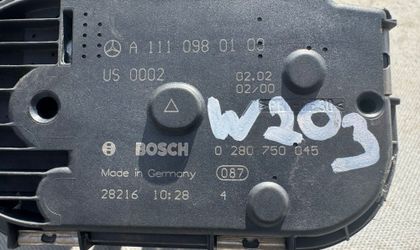 A 111 098 01 00
US 0002
02.02
02/00
W203
BOSCH 0 280 750 045
Made in Germany 087
28216 10:28 4